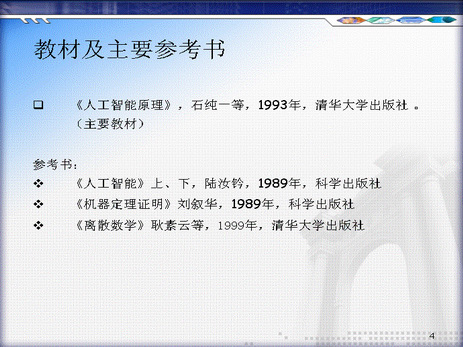 教材及主要参考书
《人工智能原理》，石纯一等，1993年，清华大学出版社 。
（主要教材）
参考书：
《人工智能》上、下，陆汝钤，1989年，科学出版社
《机器定理证明》刘叙华，1989年，科学出版社
《离散数学》耿素云等，1999年，清华大学出版社
4